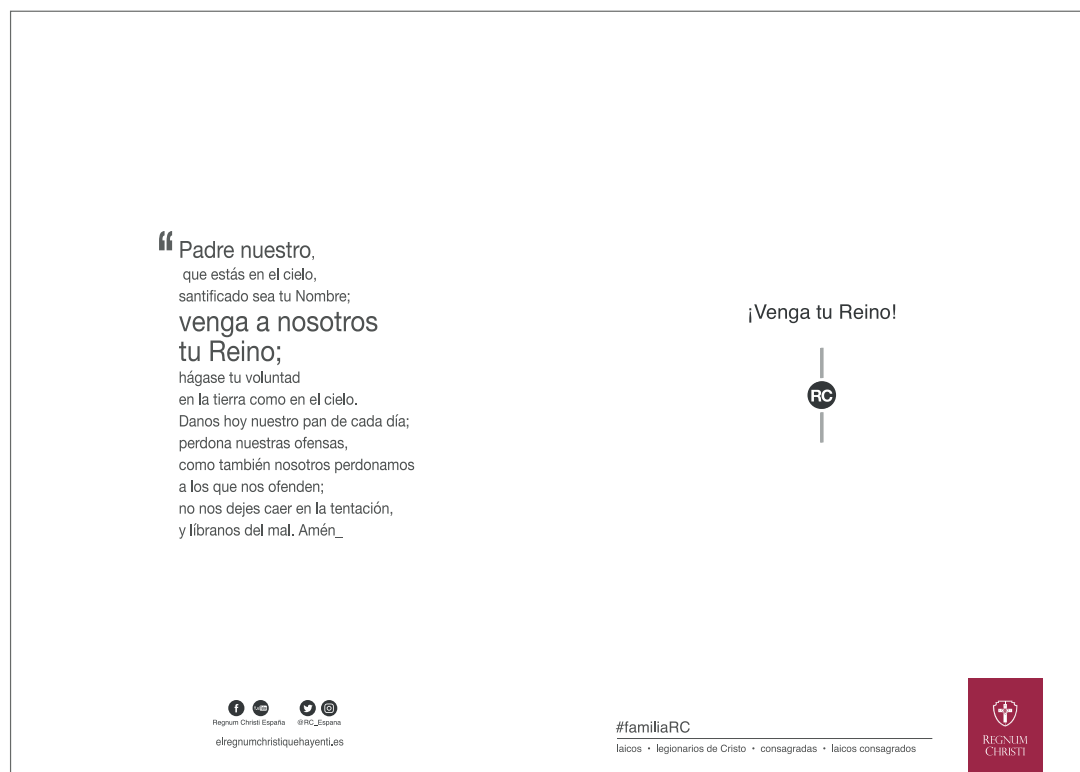 “ Padre nuestro,
que estás en el cielo,
santificado sea tu Nombre;
venga a nosotros
tu Reino;
hágase tu voluntad
en la tierra como en el cielo.
Danos hoy nuestro pan de cada día;
perdona nuestras ofensas,
como también nosotros perdonamos
a los que nos ofenden;
no nos dejes caer en la tentación,
y líbranos del mal. Amén_
Regnum Christi España
@RC_Espana
elregnumchristiquehayenti.es
¡Venga tu Reino!
RC
#familiaRC
laicos • legionarios de Cristo • consagradas • laicos consagrados
REGNUM
CHRISTI